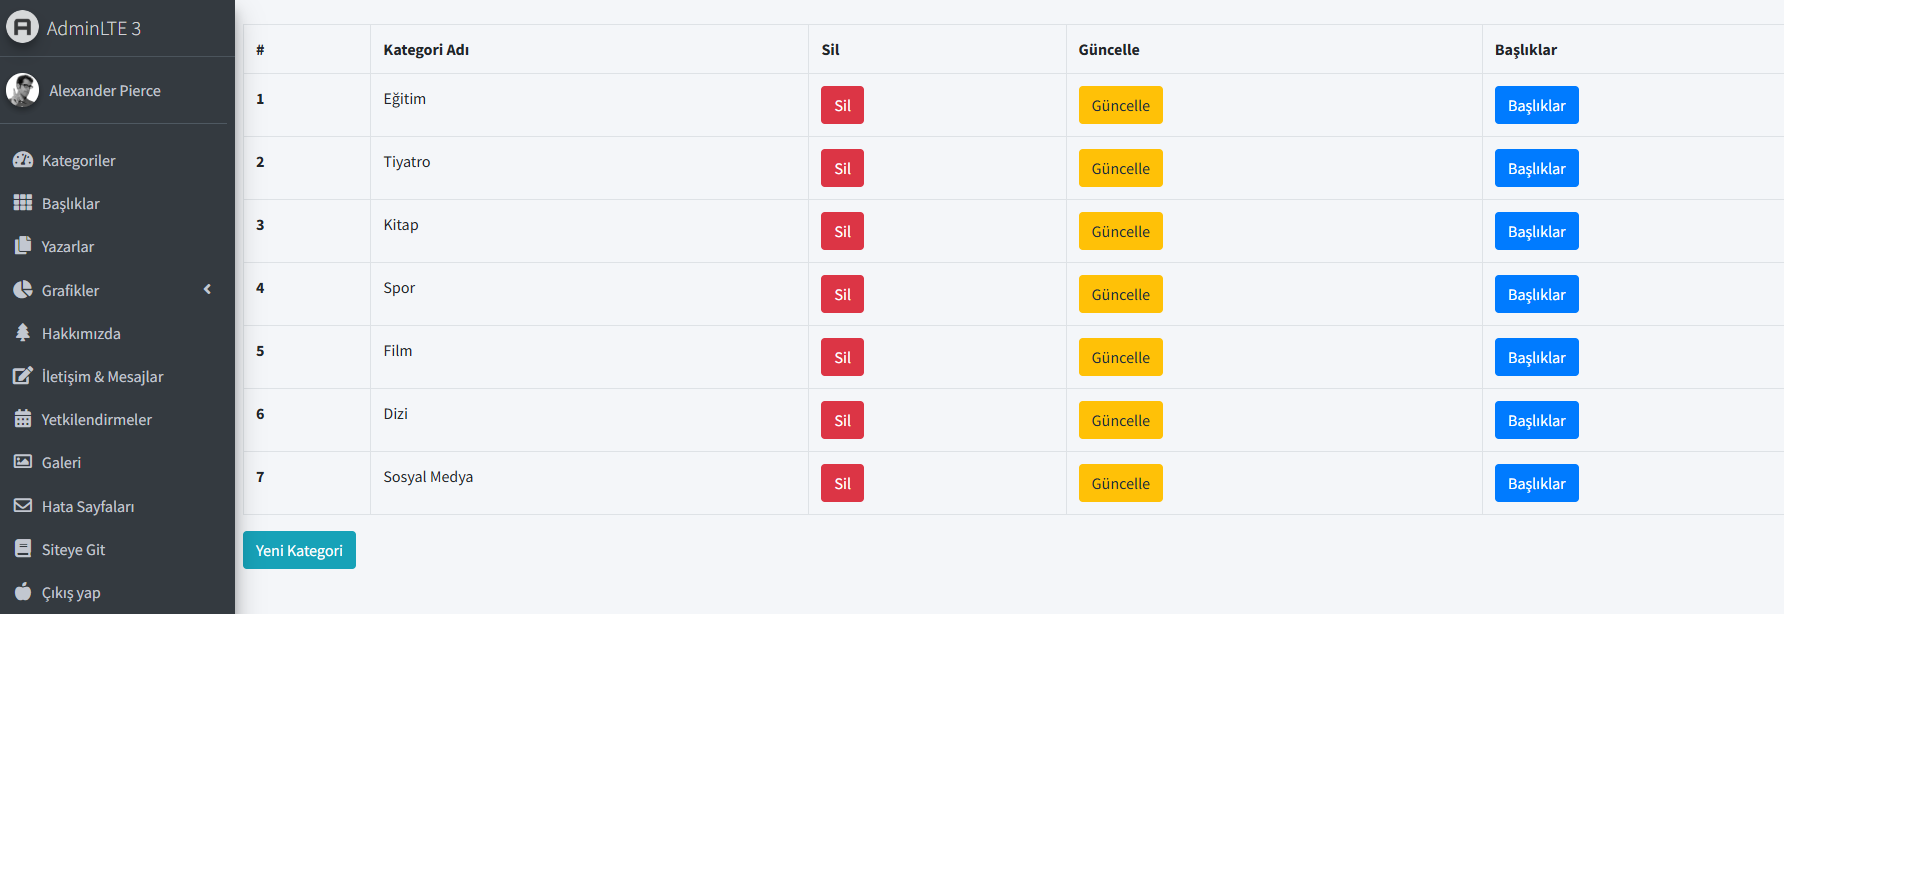 AdminLTE 3
Alexander Pierce
Kategoriler
Başlıklar
Yazarlar
Grafikler
Hakkımızda
İletişim & Mesajlar
Yetkilendirmeler
Galeri
Hata Sayfaları
Siteye Git
Çıkış yap
# Kategori Adı Sil Güncelle Başlıklar
1 Eğitim Sil Güncelle Başlıklar
2 Tiyatro Sil Güncelle Başlıklar
3 Kitap Sil Güncelle Başlıklar
4 Spor Sil Güncelle Başlıklar
5 Film Sil Güncelle Başlıklar
6 Dizi Sil Güncelle Başlıklar
7 Sosyal Medya Sil Güncelle Başlıklar
Yeni Kategori